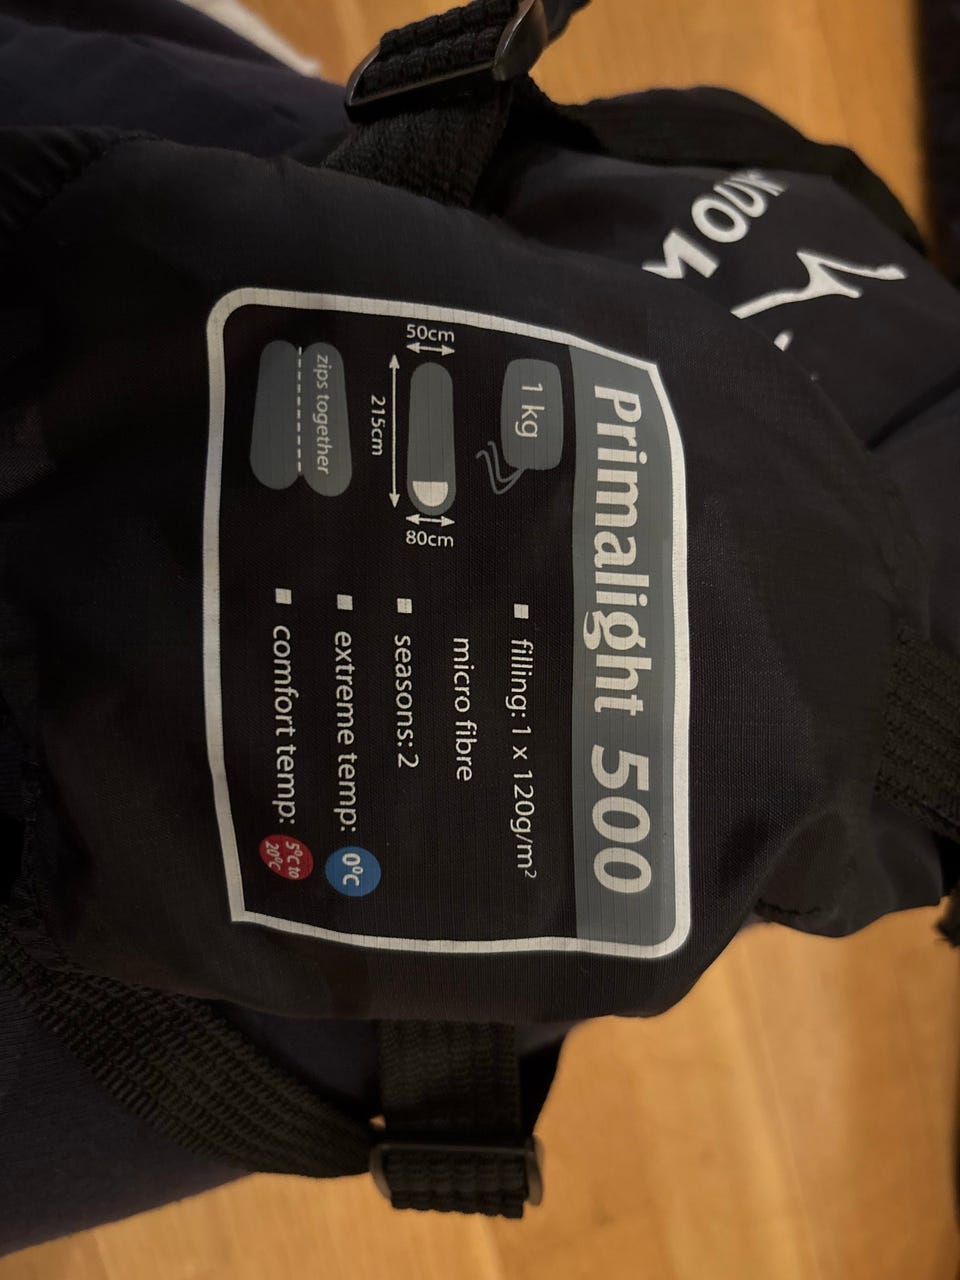 MOUN
Primalight 500
1 kg
50cm
215cm
80cm
zips together
filling: 1 x 120g/m²
micro fibre
seasons: 2
extreme temp: 0°C
comfort temp: 5°C to
20°C